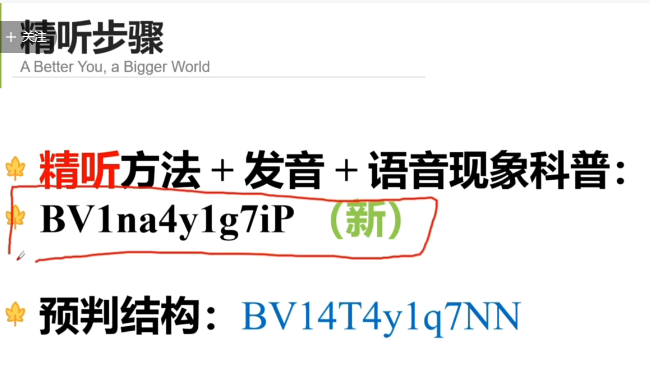 精听步骤
+ 关注
A Better You, a Bigger World
精听方法 + 发音 + 语音现象科普：
BV1na4y1g7iP （新）
预判结构：BV14T4y1q7NN